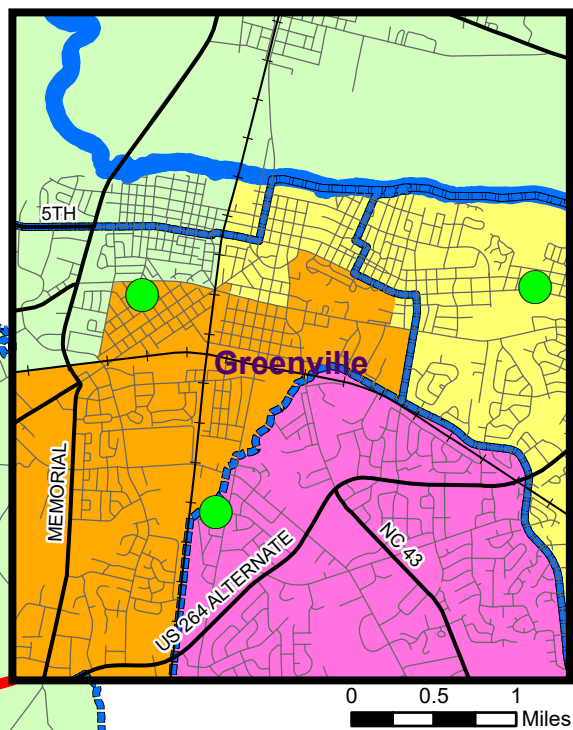 5TH
Greenville
MEMORIAL
NC 43
US 264 ALTERNATE
0 0.5 1
Miles